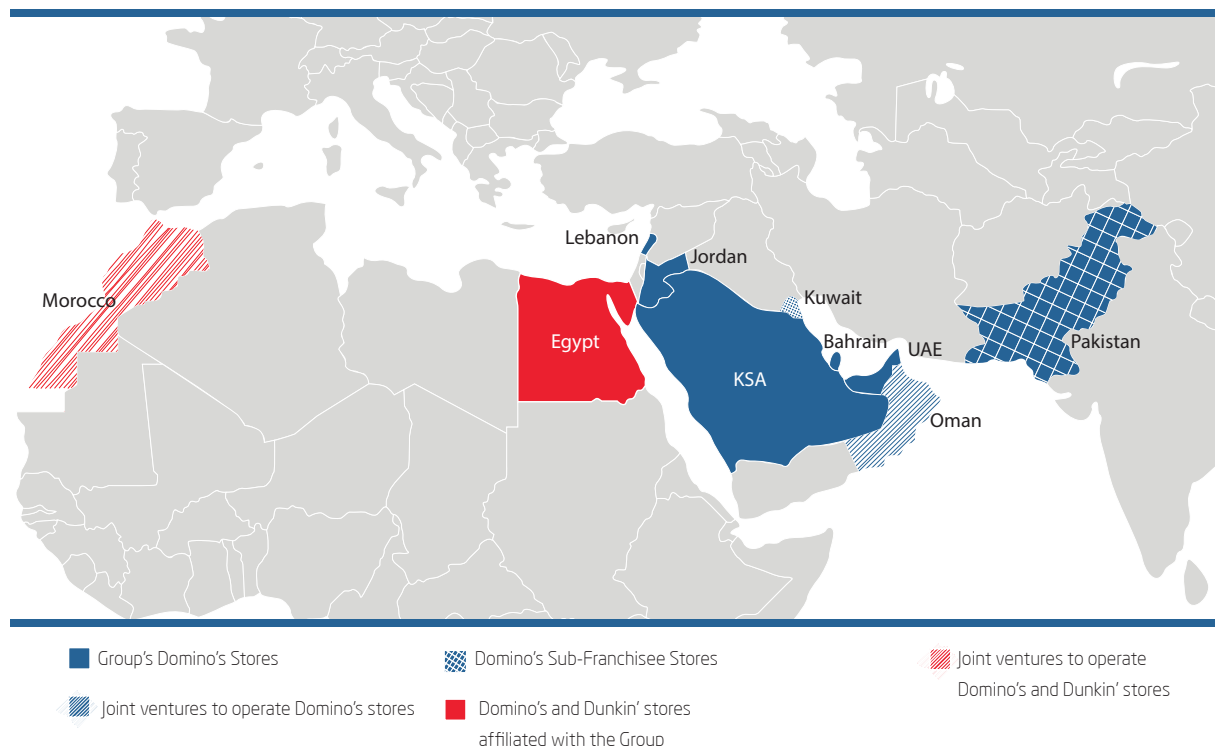 Lebanon
Jordan
Morocco
Kuwait
Egypt
Bahrain
UAE
Pakistan
KSA
Oman
Group's Domino's Stores
Domino's Sub-Franchisee Stores
Joint ventures to operate
Domino's and Dunkin' stores
Joint ventures to operate Domino's stores
Domino's and Dunkin' stores
affiliated with the Group